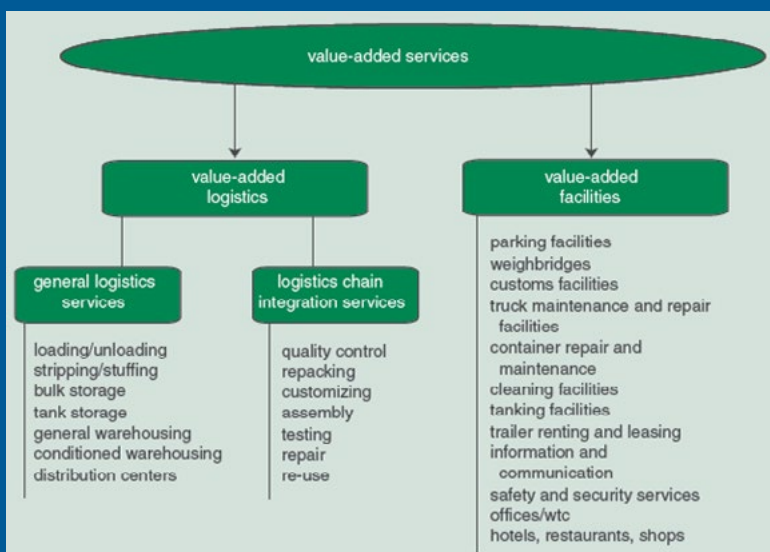 value-added services
value-added
logistics
value-added
facilities
general logistics
services
logistics chain
integration services
loading/unloading
stripping/stuffing
bulk storage
tank storage
general warehousing
conditioned warehousing
distribution centers
quality control
repacking
customizing
assembly
testing
repair
re-use
parking facilities
weighbridges
customs facilities
truck maintenance and repair
facilities
container repair and
maintenance
cleaning facilities
tanking facilities
trailer renting and leasing
information and
communication
safety and security services
offices/wtc
hotels, restaurants, shops